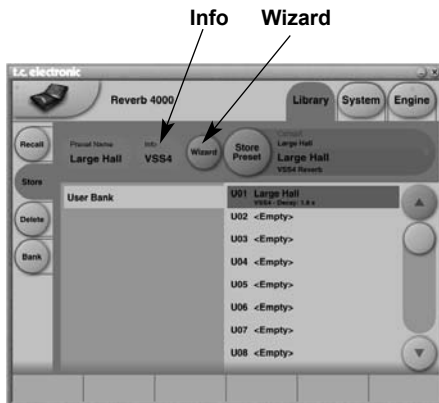 Info Wizard
t.c. electronic
Reverb 4000
Library System Engine
Recall
Preset Name Info
Large Hall VSS4
Wizard
Store
Preset
Large Hall
Large Hall
VSS4 Reverb
Store
Delete
Bank
User Bank
U01 Large Hall
VSS4 - Decay: 1.8 s
U02 <Empty>
U03 <Empty>
U04 <Empty>
U05 <Empty>
U06 <Empty>
U07 <Empty>
U08 <Empty>